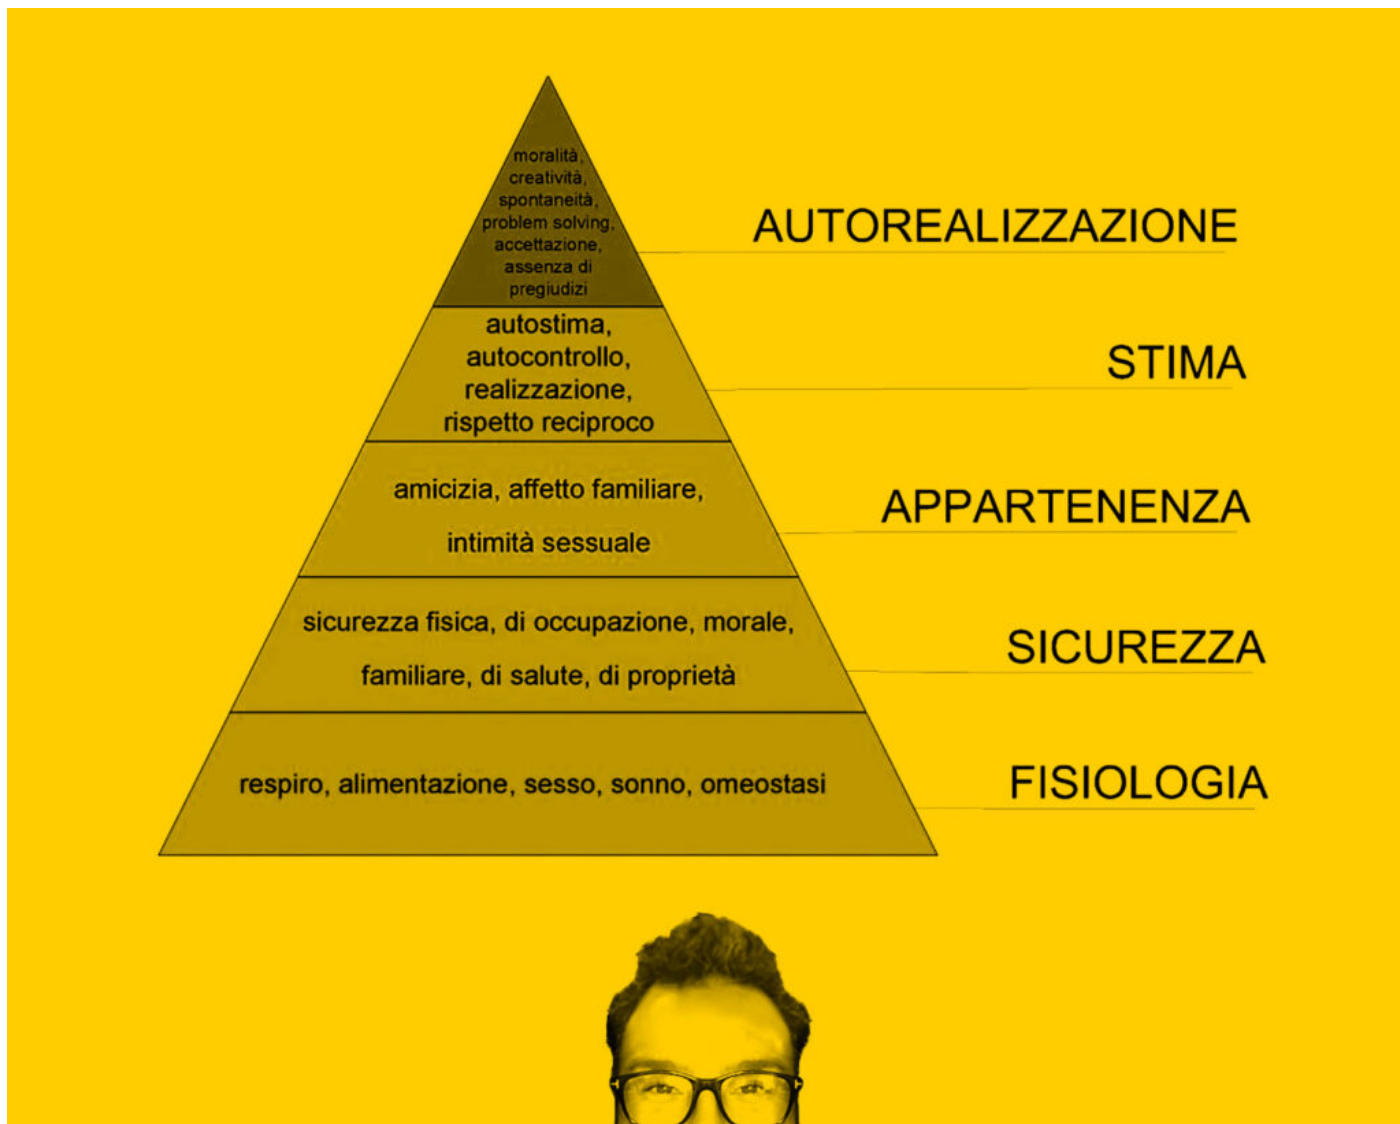 moralità,
creatività,
spontaneità,
problem solving,
accettazione,
assenza di
pregiudizi
AUTOREALIZZAZIONE
autostima,
autocontrollo,
realizzazione,
rispetto reciproco
STIMA
amicizia, affetto familiare,
intimità sessuale
APPARTENENZA
sicurezza fisica, di occupazione, morale,
familiare, di salute, di proprietà
SICUREZZA
respiro, alimentazione, sesso, sonno, omeostasi
FISIOLOGIA